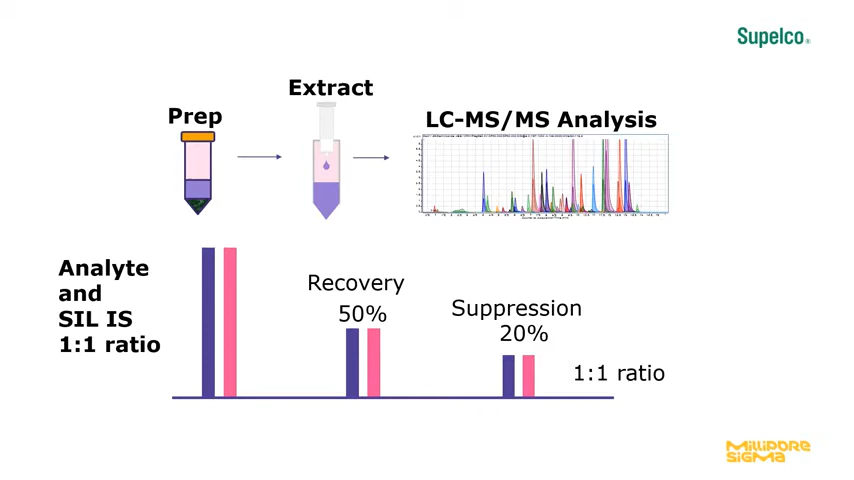 Supelco®
Extract
Prep
LC-MS/MS Analysis
Analyte
and
SIL IS
1:1 ratio
Recovery
50%
Suppression
20%
1:1 ratio
MILLIPORE
SIGMA